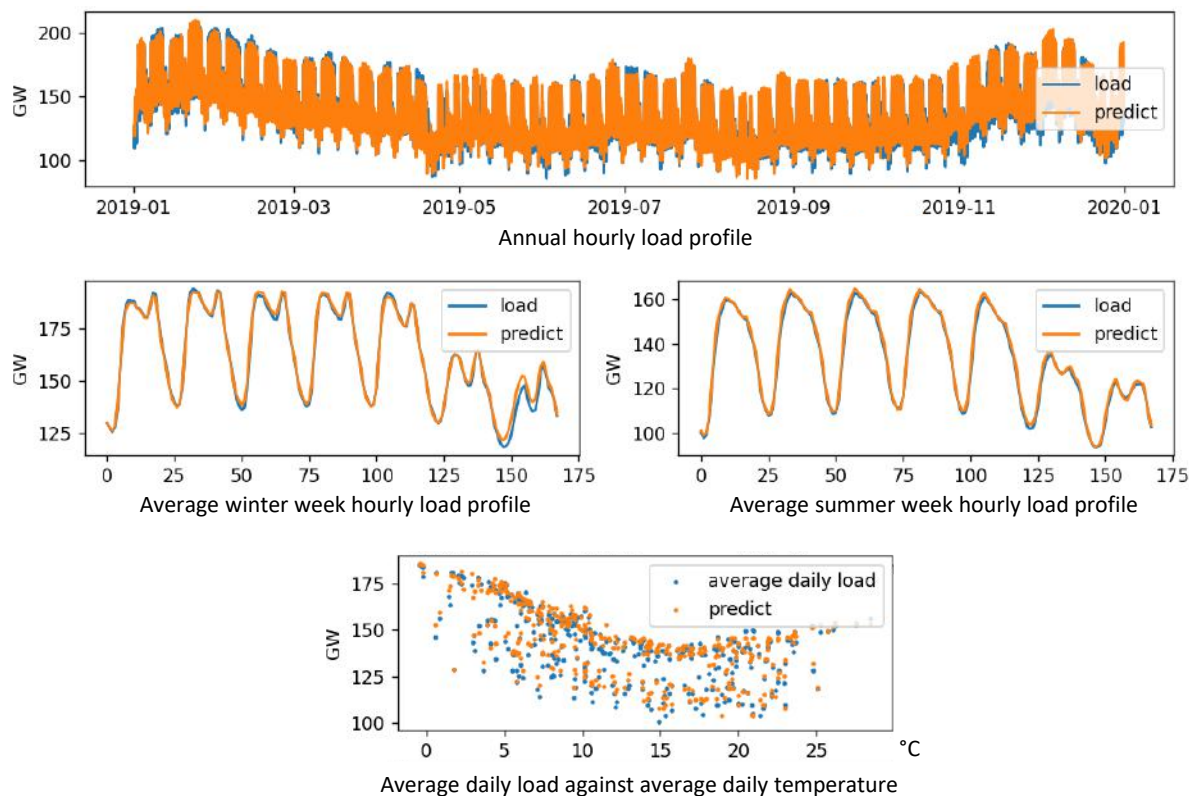 200
150
100
GW
load
predict
2019-01 2019-03 2019-05 2019-07 2019-09 2019-11 2020-01
Annual hourly load profile
175
150
125
GW
load
predict
0 25 50 75 100 125 150 175
Average winter week hourly load profile
160
140
120
100
GW
load
predict
0 25 50 75 100 125 150 175
Average summer week hourly load profile
175
150
125
100
GW
average daily load
predict
0 5 10 15 20 25 °C
Average daily load against average daily temperature